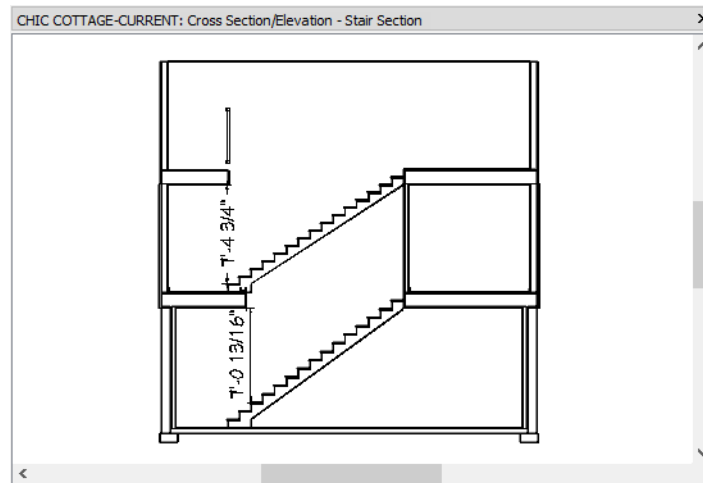 CHIC COTTAGE-CURRENT: Cross Section/Elevation - Stair Section
7'-4 3/4"
7'-0 13/16"